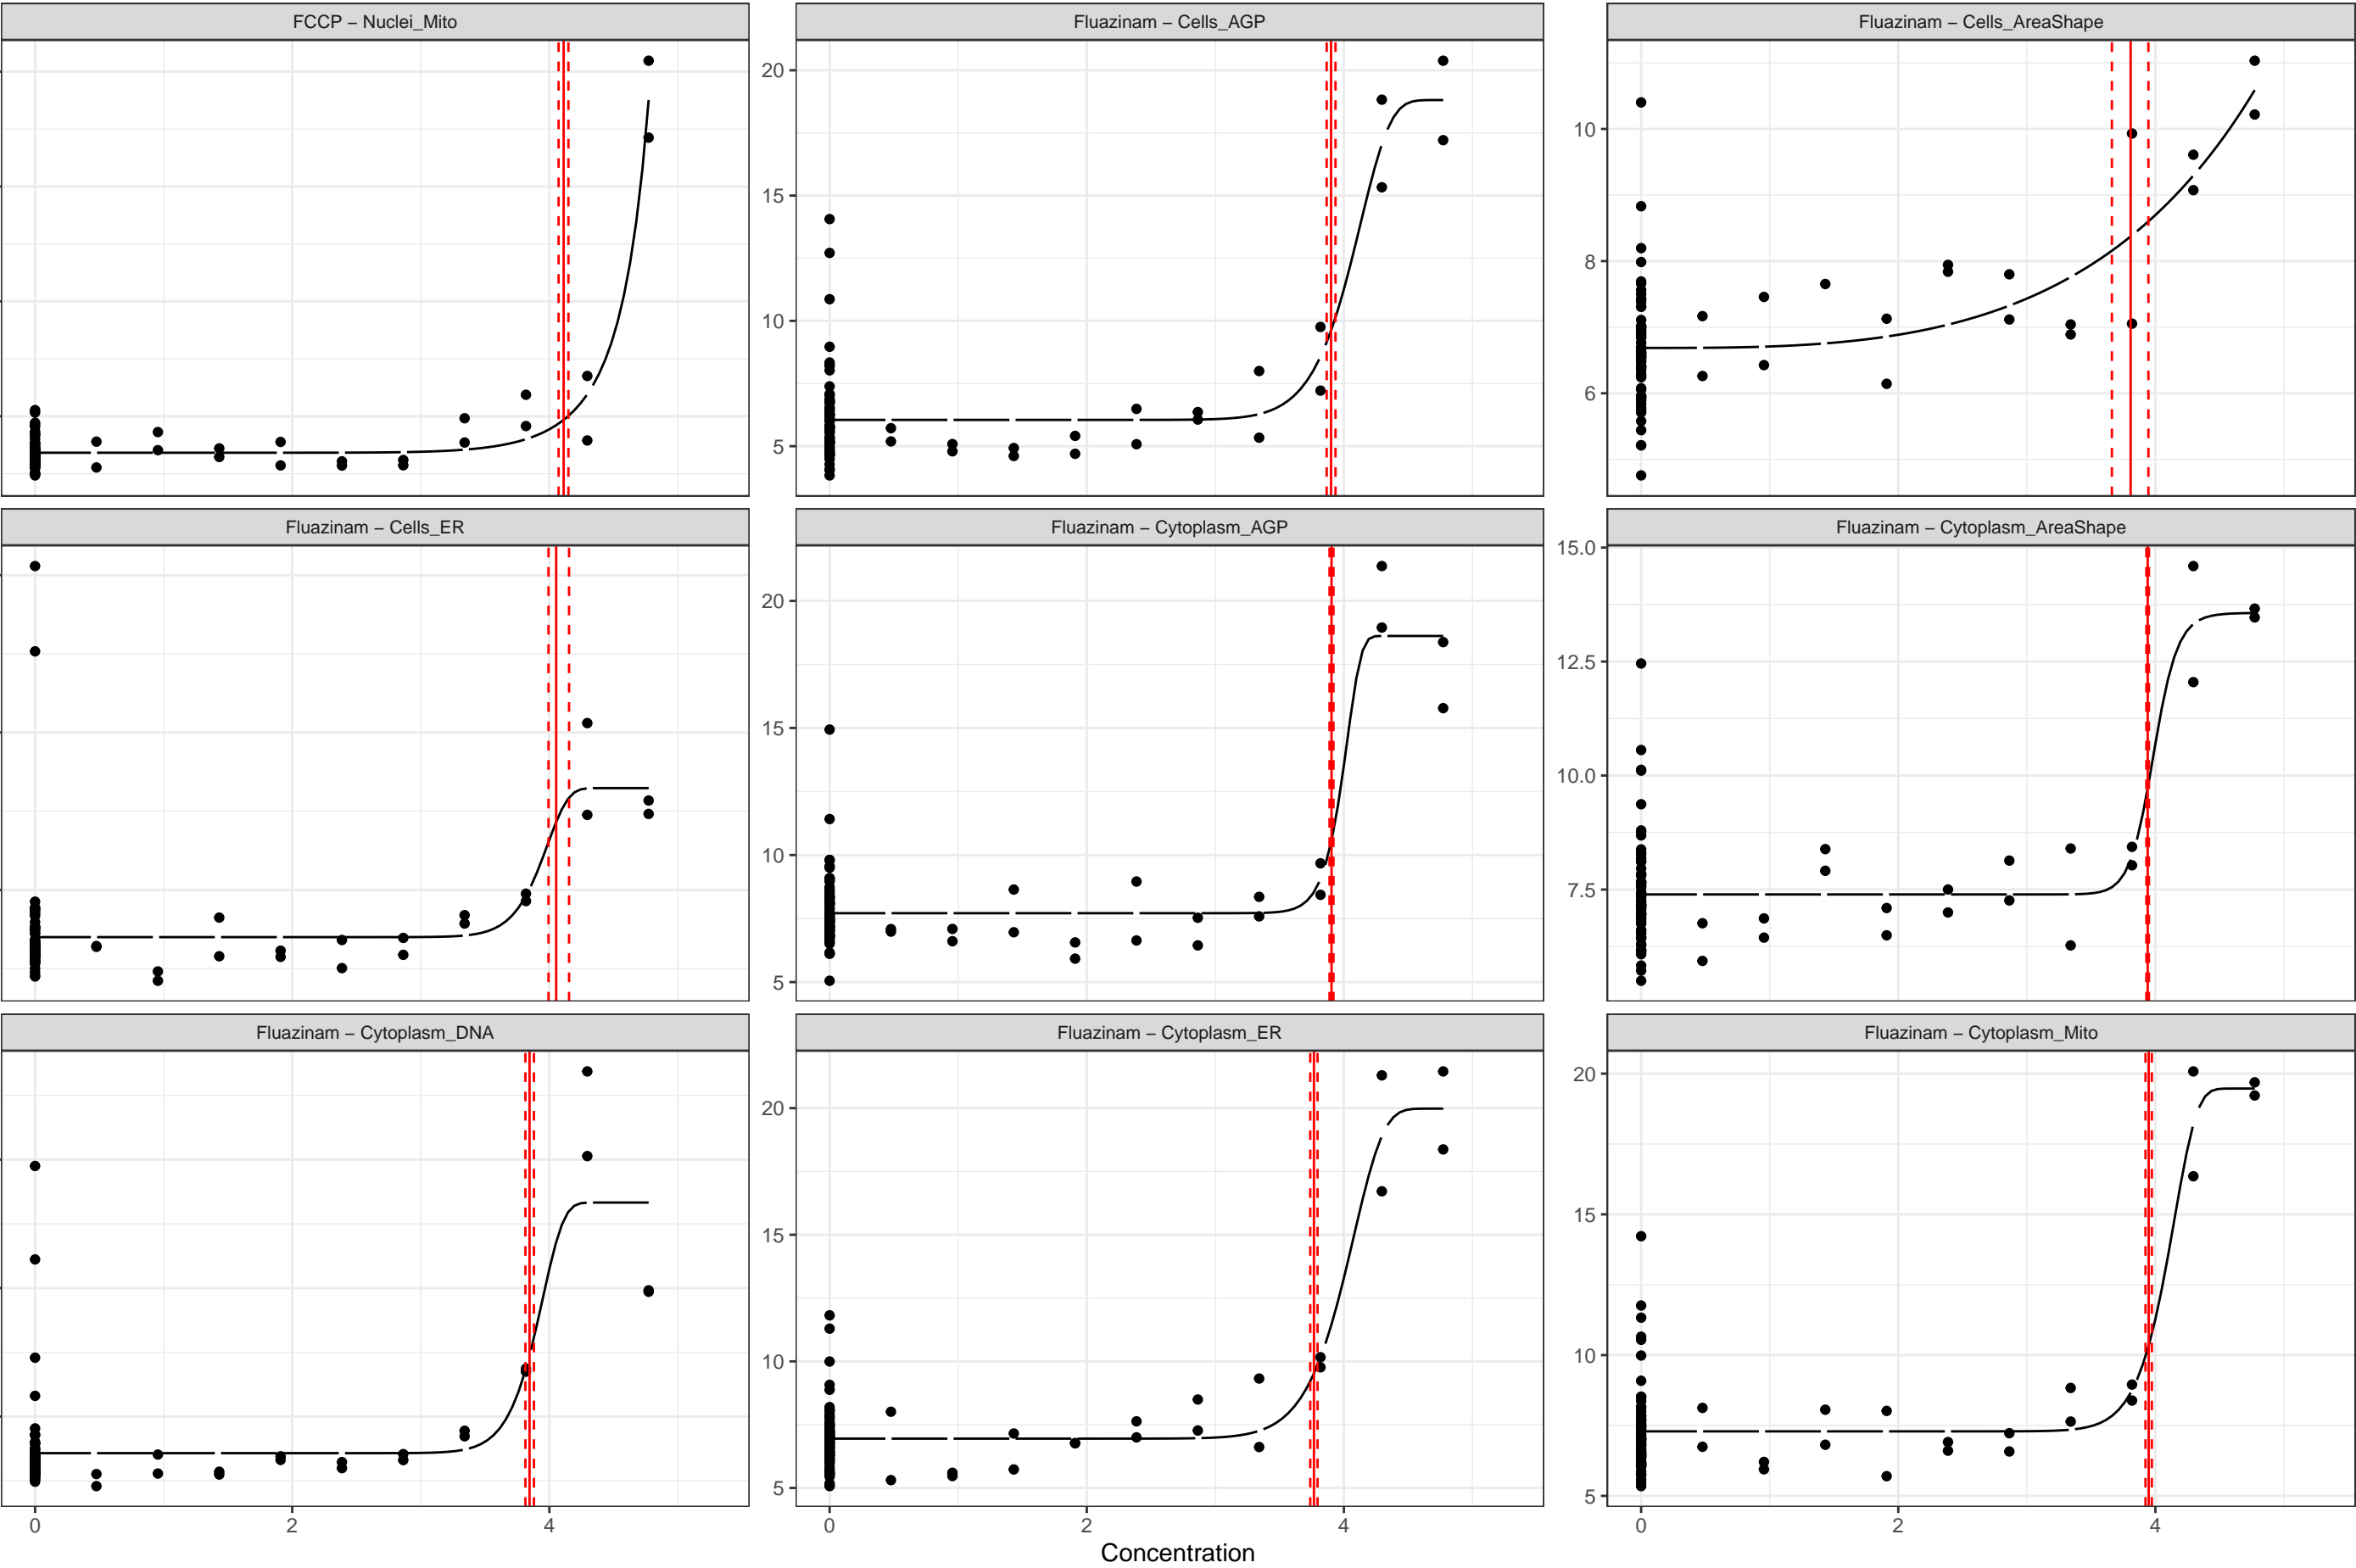 FCCP − Nuclei_Mito
Fluazinam − Cells_AGP
Fluazinam − Cells_AreaShape
20
15
10
5
10
8
6
Fluazinam − Cells_ER
Fluazinam − Cytoplasm_AGP
Fluazinam − Cytoplasm_AreaShape
20
15
10
5
15.0
12.5
10.0
7.5
Fluazinam − Cytoplasm_DNA
Fluazinam − Cytoplasm_ER
Fluazinam − Cytoplasm_Mito
20
15
10
5
20
15
10
5
0 2 4
0 2 4
0 2 4
Concentration